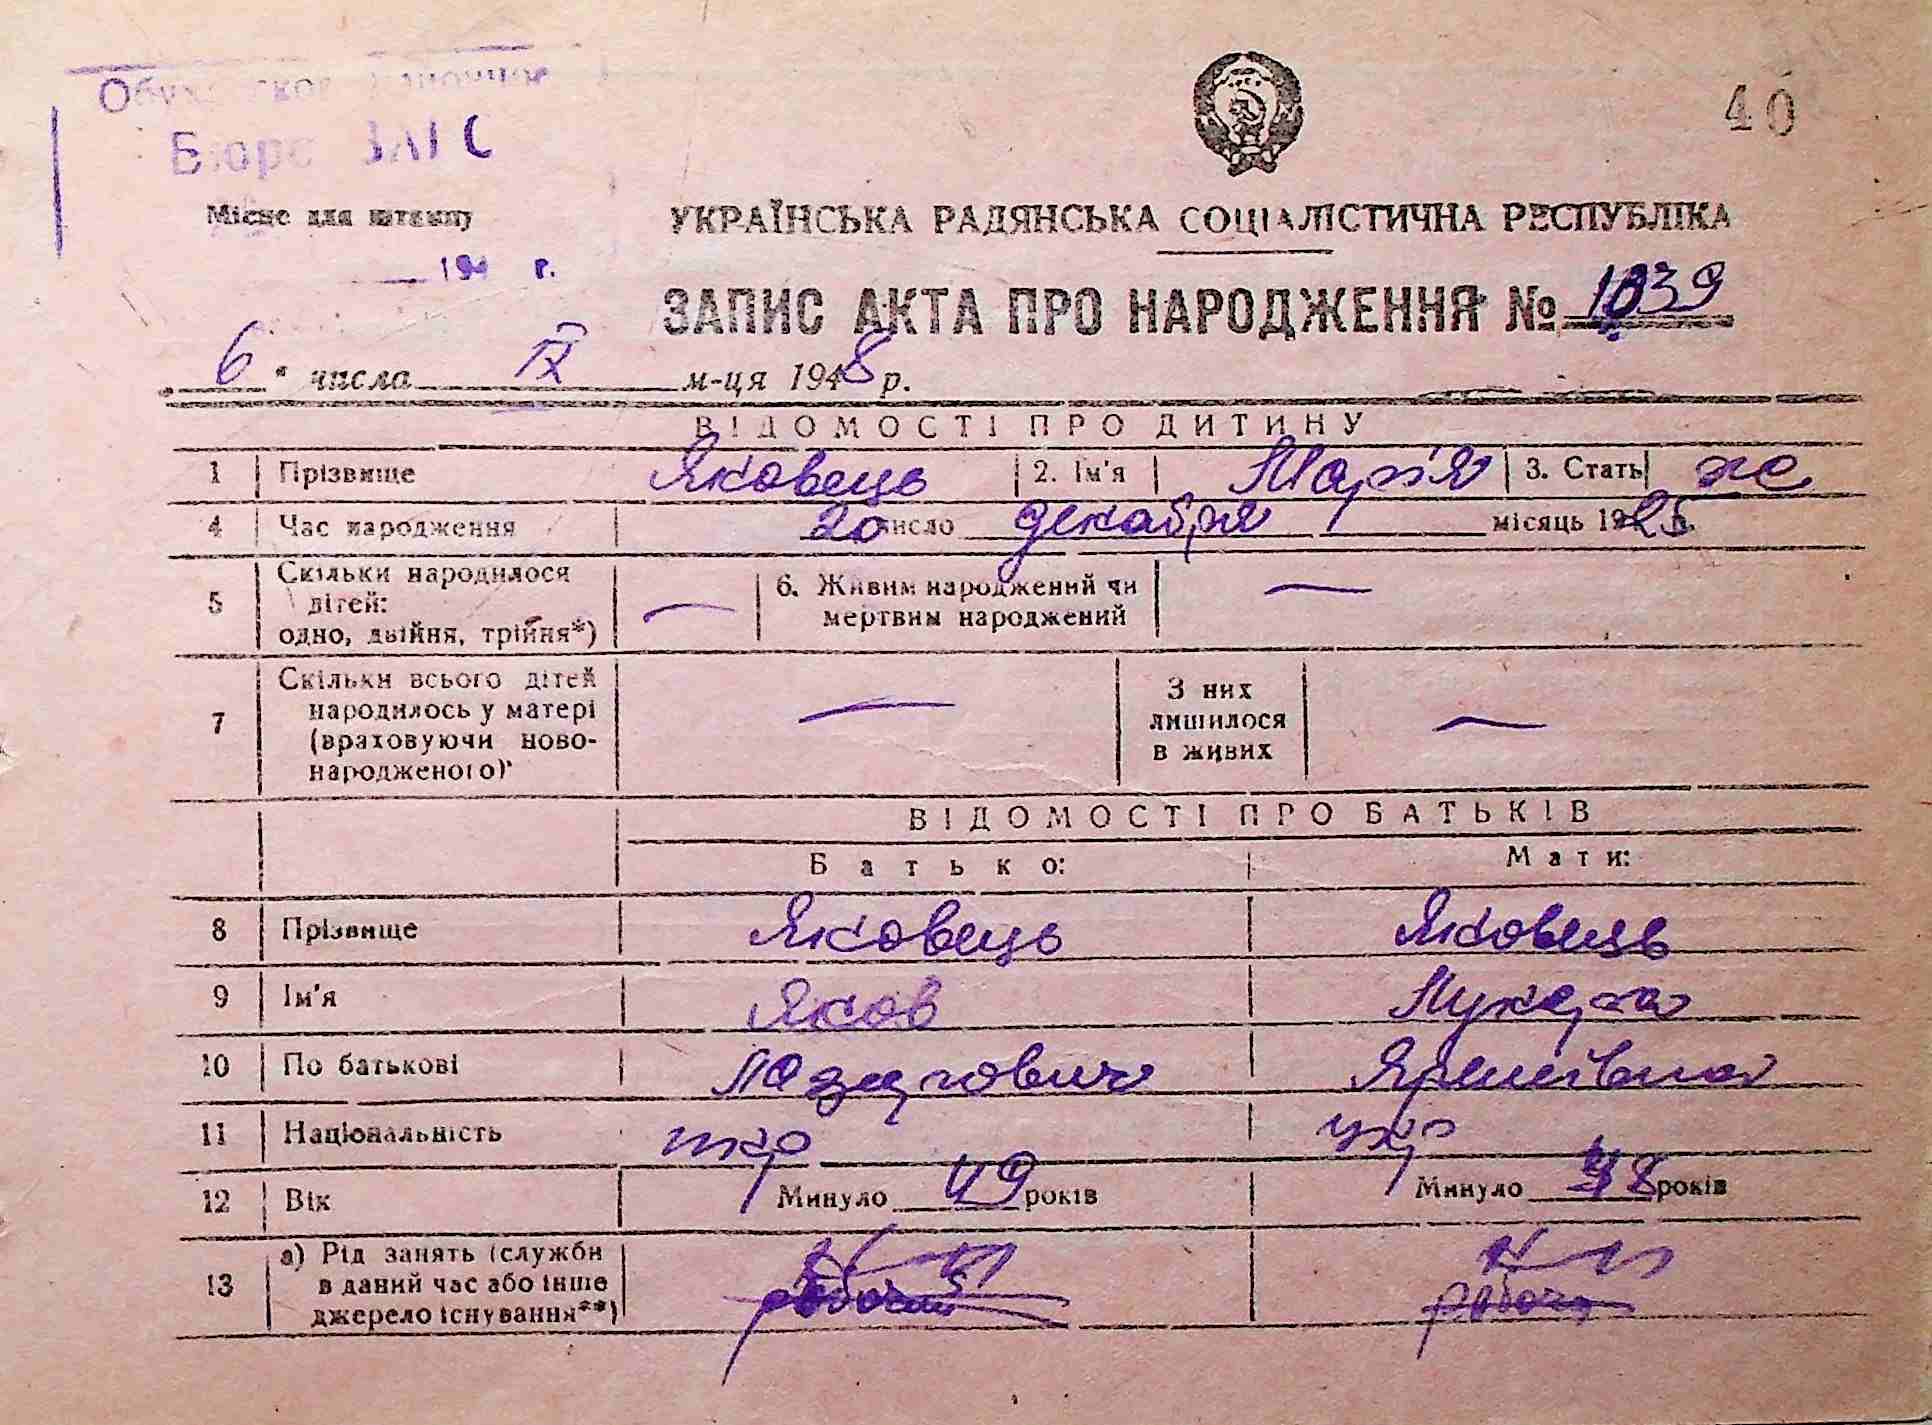 40
Бюро ЗАГС
Місце для штампу
194 г.
УКРАЇНСЬКА РАДЯНСЬКА СОЦІАЛІСТИЧНА РЕСПУБЛІКА
ЗАПИС АКТА ПРО НАРОДЖЕННЯ № 1039
„ 6 " числа IX м-ця 1948 р.
ВІДОМОСТІ ПРО ДИТИНУ
1 Прізвище Яковець 2. Ім'я Мар'я 3. Стать же
4 Час народження 20 число декабря місяць 1925 р.
5 Скільки народилося дітей: одно, двійня, трійня*) — 6. Живим народжений чи мертвим народжений —
7 Скільки всього дітей народилось у матері (враховуючи новонародженого) — З них лишилося в живих —
ВІДОМОСТІ ПРО БАТЬКІВ
Батько: Мати:
8 Прізвище Яковець Яковець
9 Ім'я Яков
10 По батькові
11 Національність укр укр
12 Вік Минуло 49 років Минуло 48 років
13 а) Рід занять (служби в даний час або інше джерело існування**)